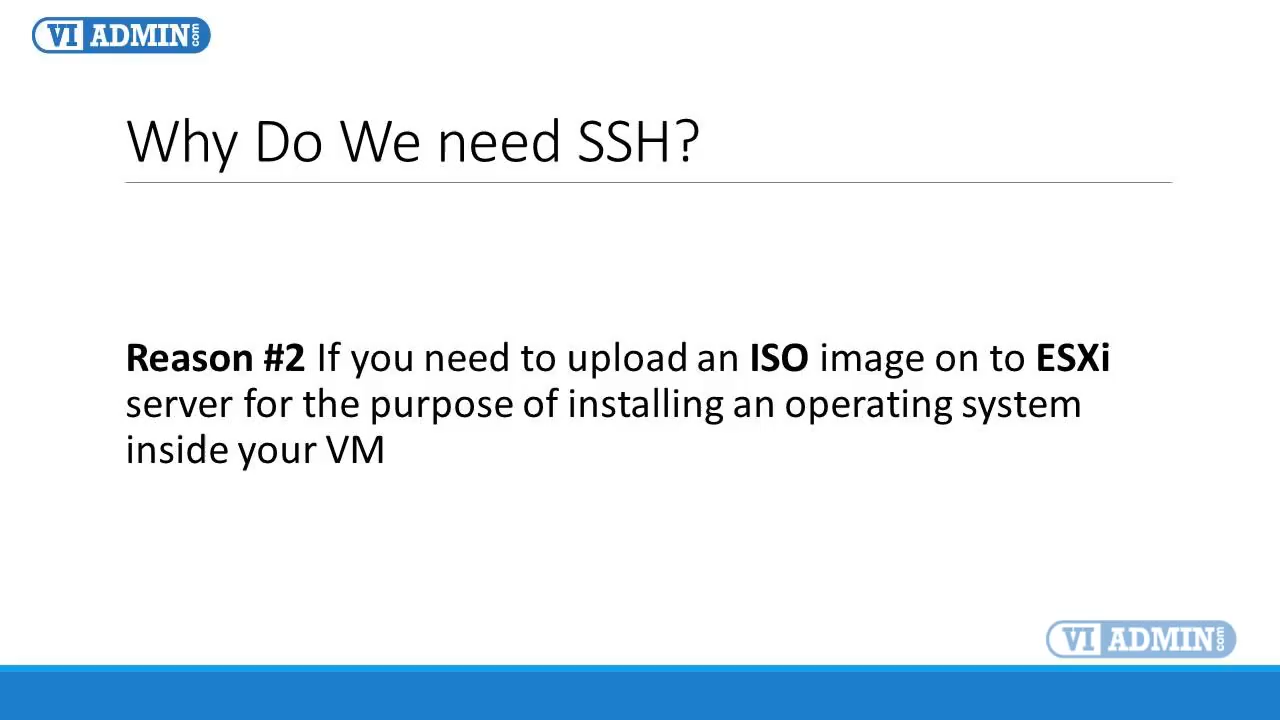 VI ADMIN.com
Why Do We need SSH?
Reason #2 If you need to upload an ISO image on to ESXi
server for the purpose of installing an operating system
inside your VM
VI ADMIN.com